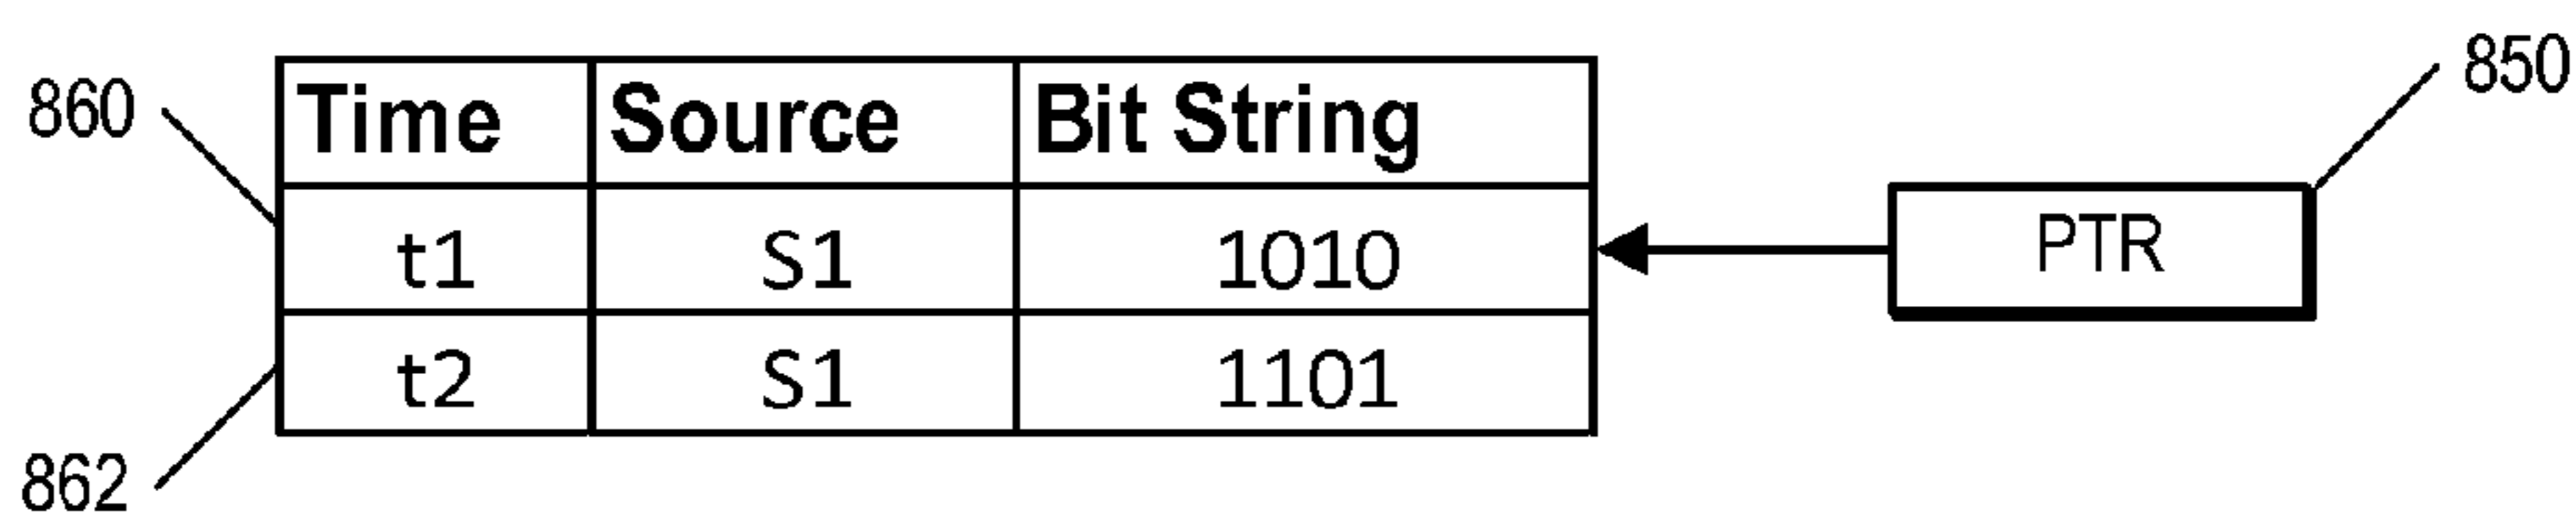 850
860
Time Source Bit String
t1 S1 1010
PTR
t2 S1 1101
862